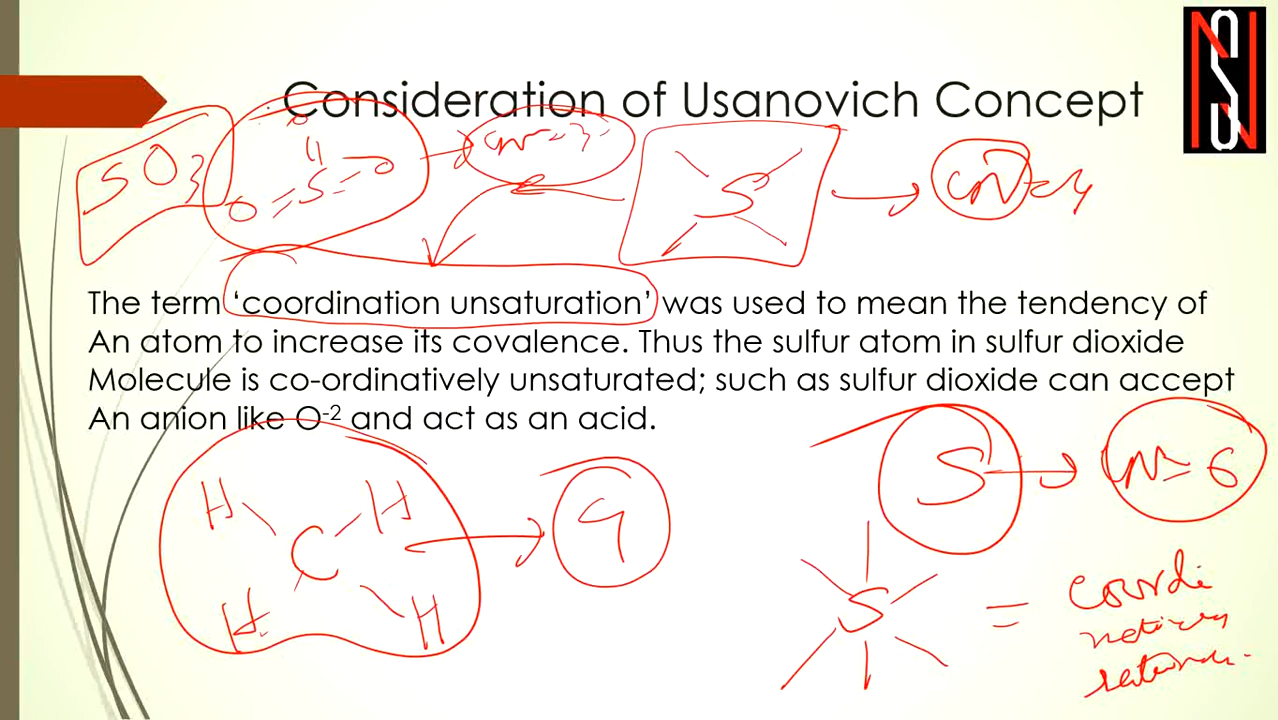 Consideration of Usanovich Concept
SO3
O
O=S=O
CN=3
S
CN=4
The term ‘coordination unsaturation’ was used to mean the tendency of
An atom to increase its covalence. Thus the sulfur atom in sulfur dioxide
Molecule is co-ordinatively unsaturated; such as sulfur dioxide can accept
An anion like O-2 and act as an acid.
H H
C
H H
S
CN=6
S
=